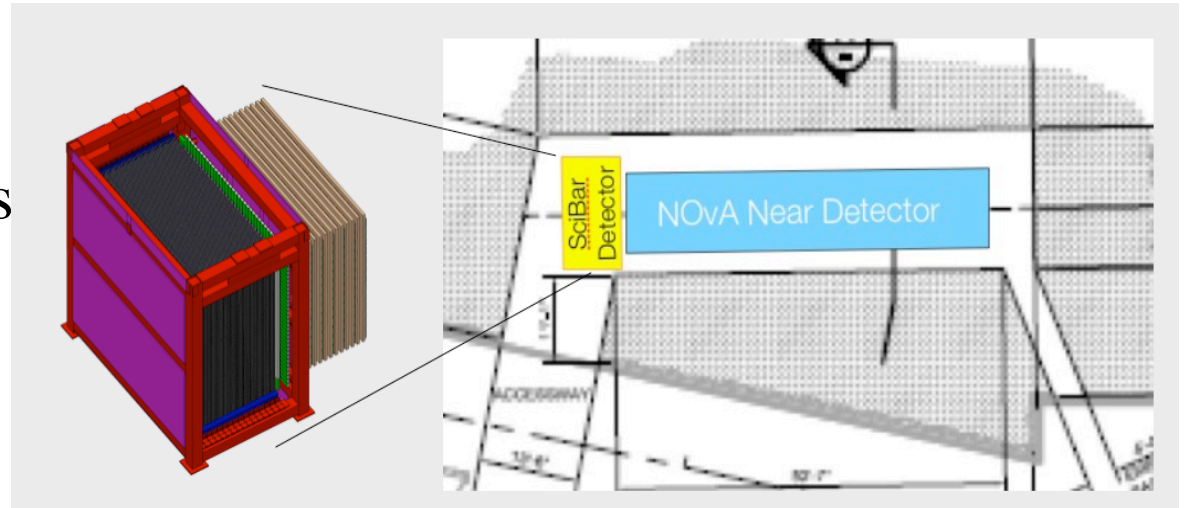 S
SciBar
Detector
NOvA Near Detector
ACCESSWAY